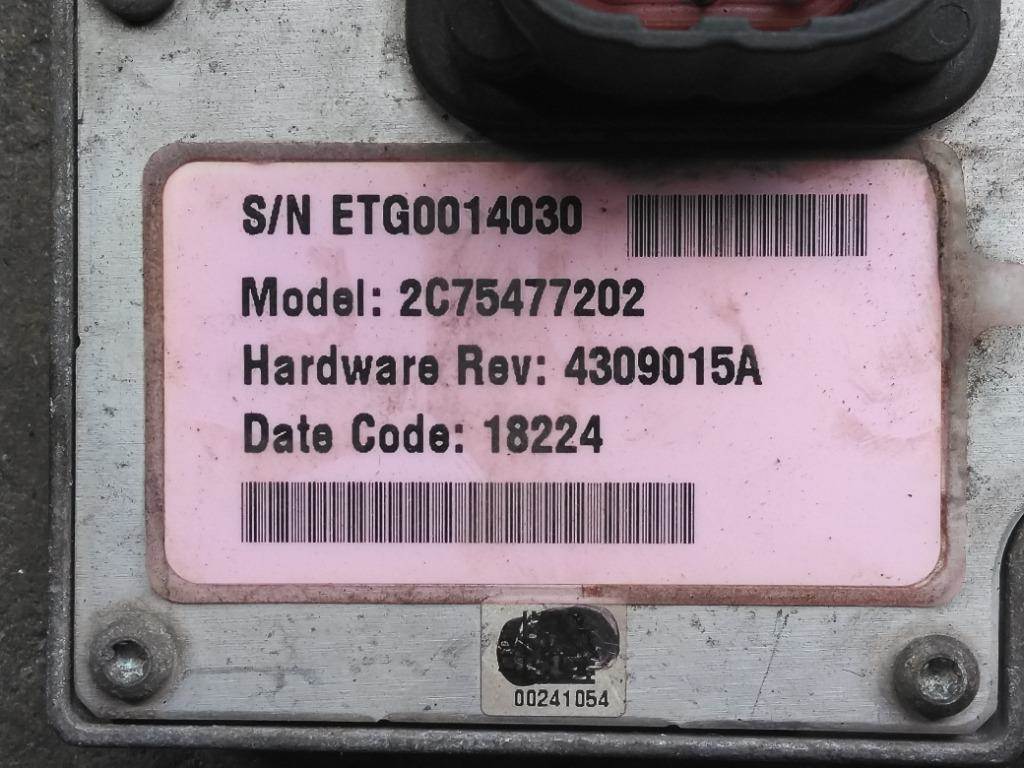 S/N ETG0014030
Model: 2C75477202
Hardware Rev: 4309015A
Date Code: 18224
00241054